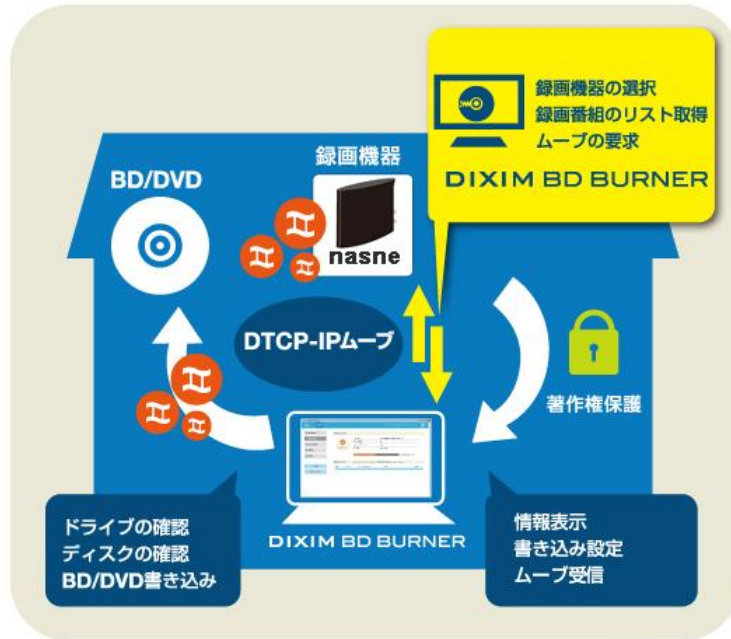 録画機器の選択
録画番組のリスト取得
ムーブの要求
DIXIM BD BURNER
録画機器
BD/DVD
nasne
DTCP-IPムーブ
著作権保護
ドライブの確認
ディスクの確認
BD/DVD書き込み
DIXIM BD BURNER
情報表示
書き込み設定
ムーブ受信